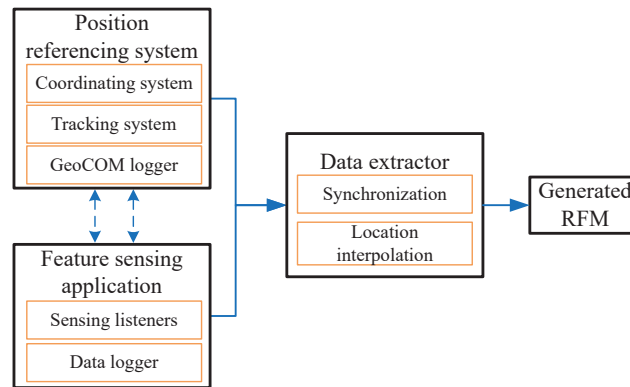 Position
referencing system
Coordinating system
Tracking system
GeoCOM logger
Feature sensing
application
Sensing listeners
Data logger
Data extractor
Synchronization
Location
interpolation
Generated
RFM